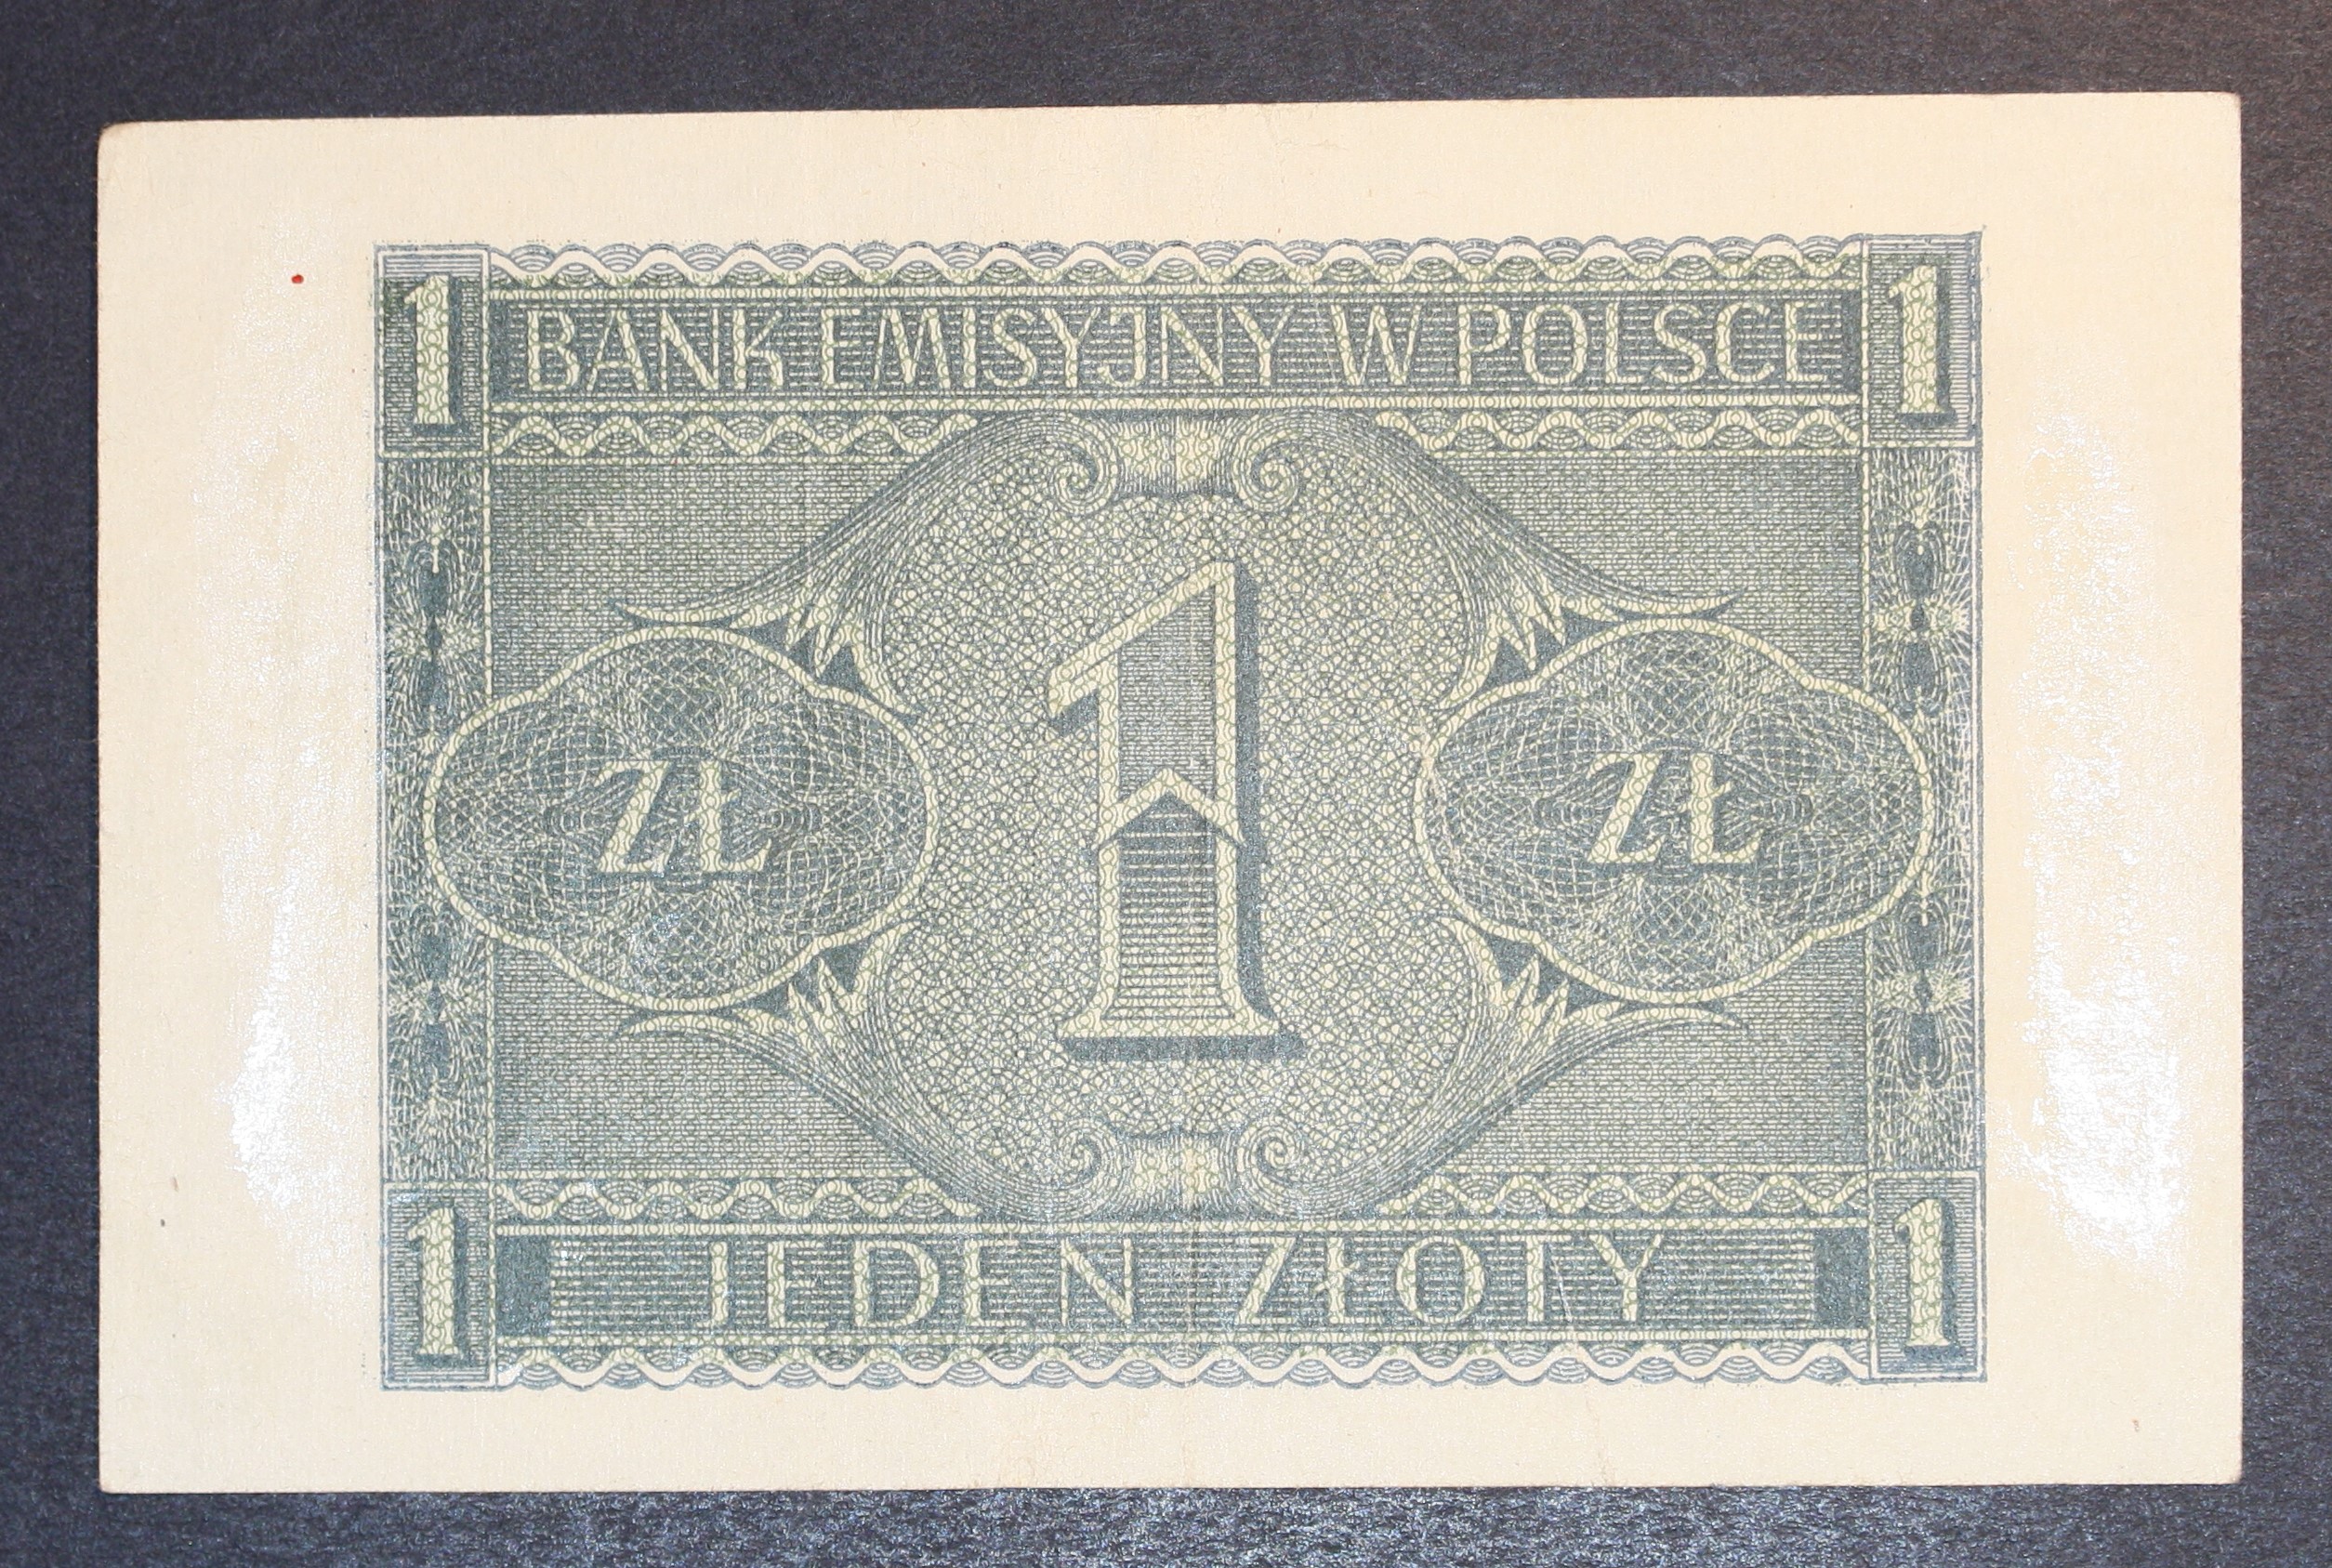 1 BANK EMISYJNY W POLSCE 1
ZŁ 1 ZŁ
1 JEDEN ZŁOTY 1